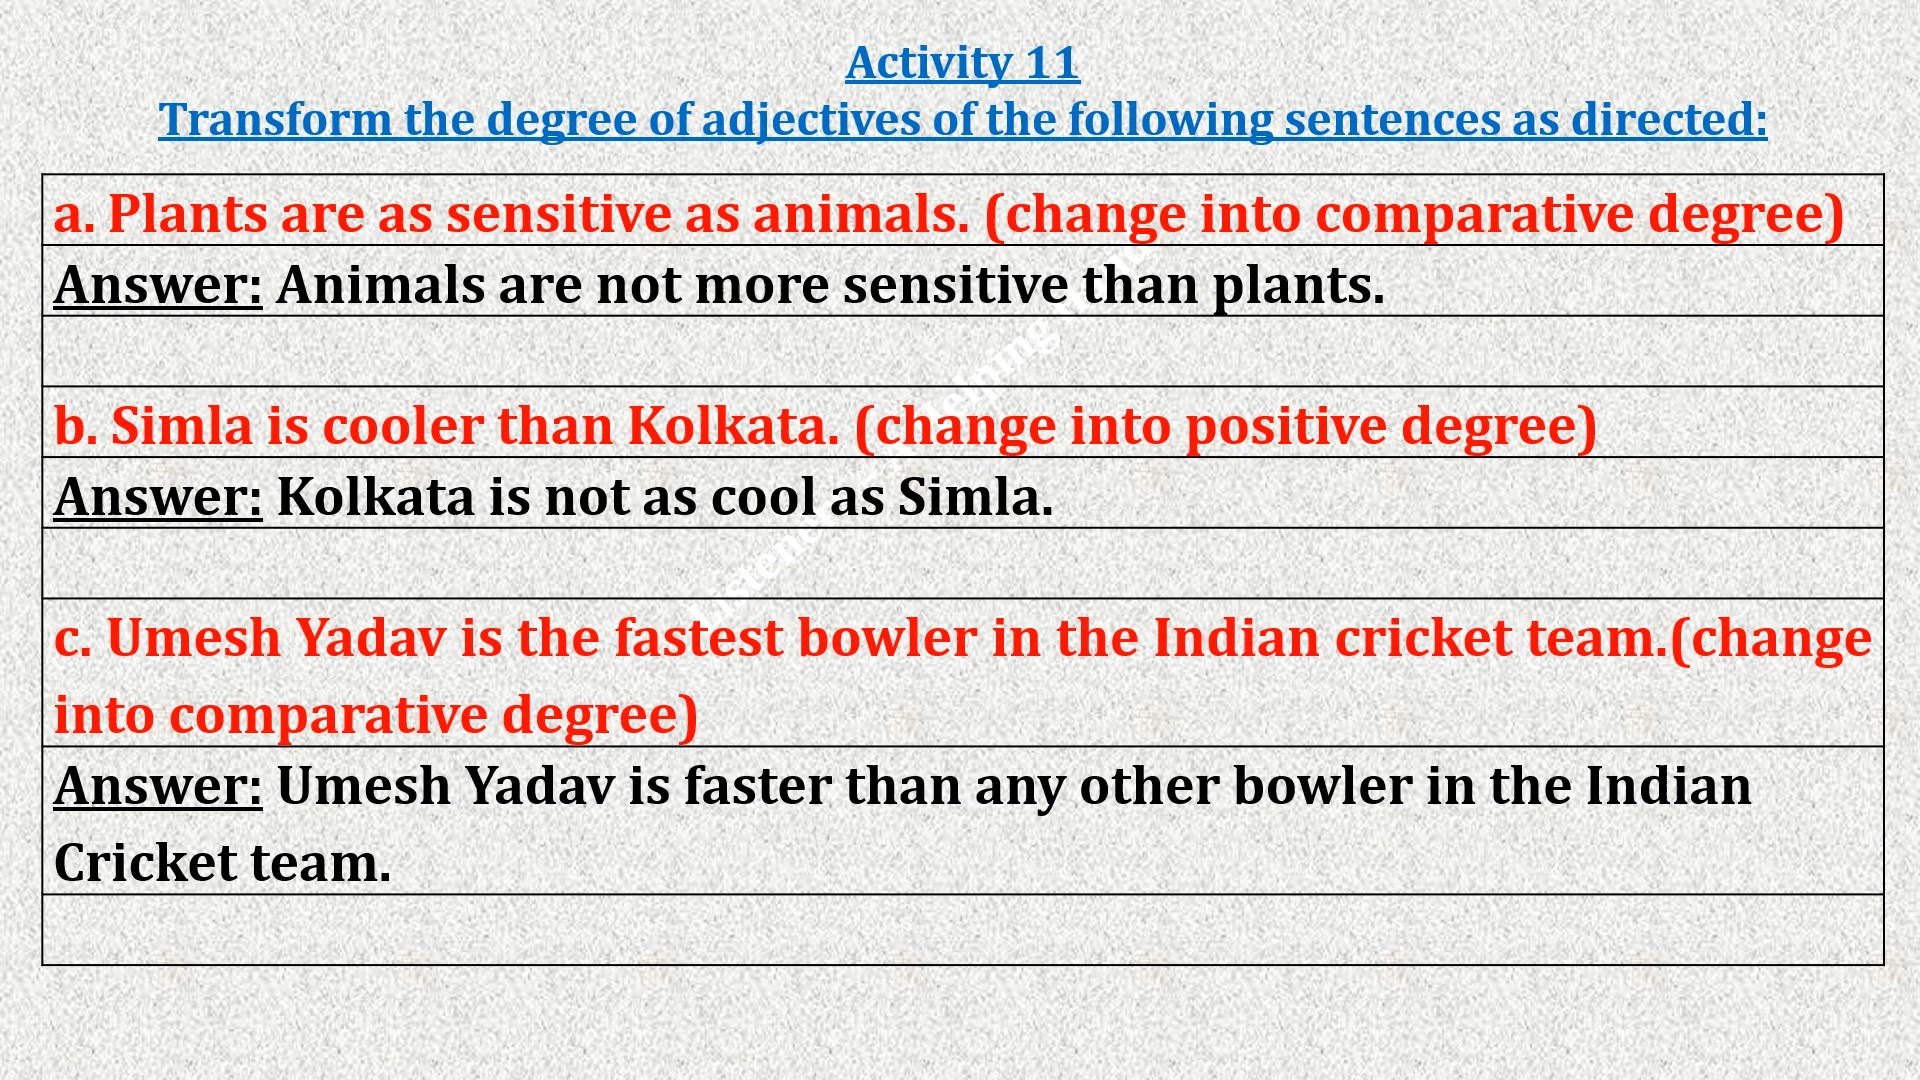 Activity 11
Transform the degree of adjectives of the following sentences as directed:
a. Plants are as sensitive as animals. (change into comparative degree)
Answer: Animals are not more sensitive than plants.
b. Simla is cooler than Kolkata. (change into positive degree)
Answer: Kolkata is not as cool as Simla.
c. Umesh Yadav is the fastest bowler in the Indian cricket team.(change
into comparative degree)
Answer: Umesh Yadav is faster than any other bowler in the Indian
Cricket team.